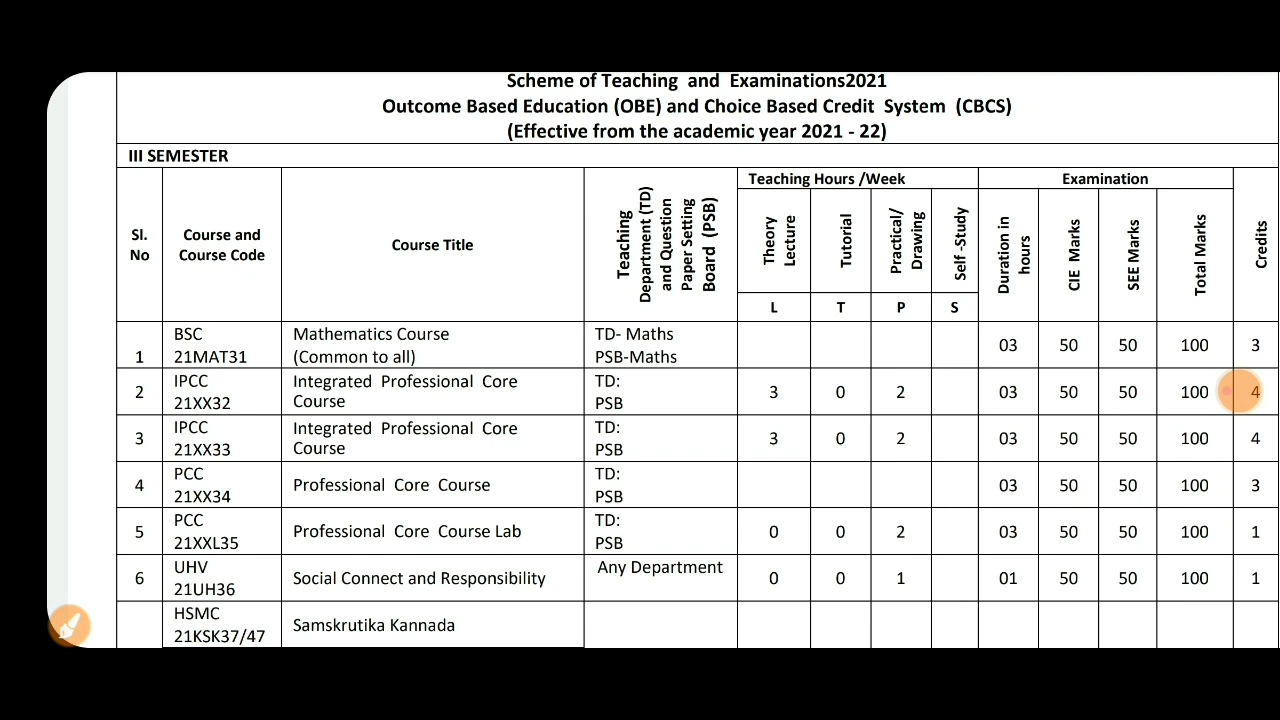 Scheme of Teaching and Examinations2021
Outcome Based Education (OBE) and Choice Based Credit System (CBCS)
(Effective from the academic year 2021 - 22)
III SEMESTER
Sl. No
Course and Course Code
Course Title
Teaching Department (TD) and Question Paper Setting Board (PSB)
Teaching Hours /Week
Examination
Credits
Theory Lecture
Tutorial
Practical/ Drawing
Self -Study
Duration in hours
CIE Marks
SEE Marks
Total Marks
L T P S
1 BSC 21MAT31 Mathematics Course (Common to all) TD- Maths PSB-Maths 03 50 50 100 3
2 IPCC 21XX32 Integrated Professional Core Course TD: PSB 3 0 2 03 50 50 100 4
3 IPCC 21XX33 Integrated Professional Core Course TD: PSB 3 0 2 03 50 50 100 4
4 PCC 21XX34 Professional Core Course TD: PSB 03 50 50 100 3
5 PCC 21XXL35 Professional Core Course Lab TD: PSB 0 0 2 03 50 50 100 1
6 UHV 21UH36 Social Connect and Responsibility Any Department 0 0 1 01 50 50 100 1
HSMC 21KSK37/47 Samskrutika Kannada